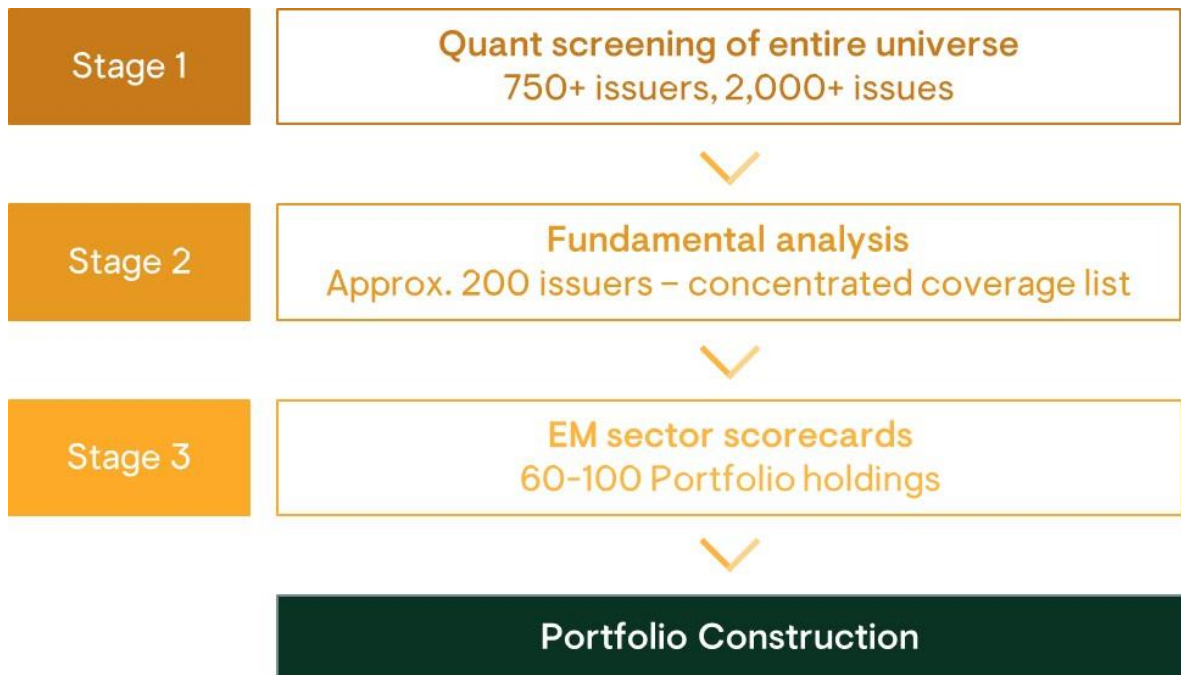 Stage 1
Quant screening of entire universe
750+ issuers, 2,000+ issues
Stage 2
Fundamental analysis
Approx. 200 issuers – concentrated coverage list
Stage 3
EM sector scorecards
60-100 Portfolio holdings
Portfolio Construction